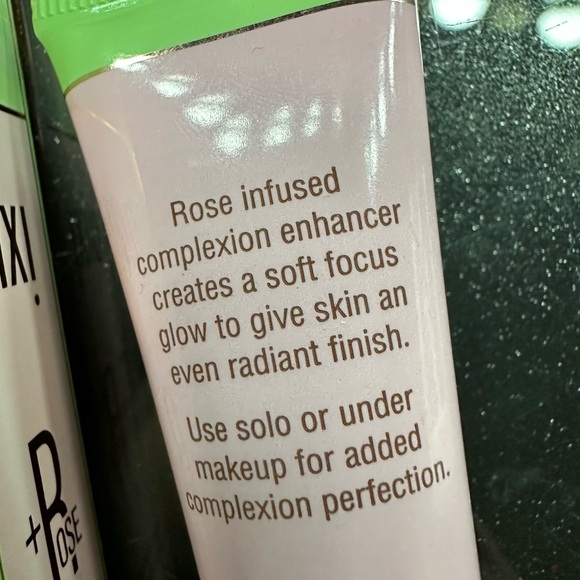 Rose infused
complexion enhancer
creates a soft focus
glow to give skin an
even radiant finish.
Use solo or under
makeup for added
complexion perfection.
IXI
+ROSE